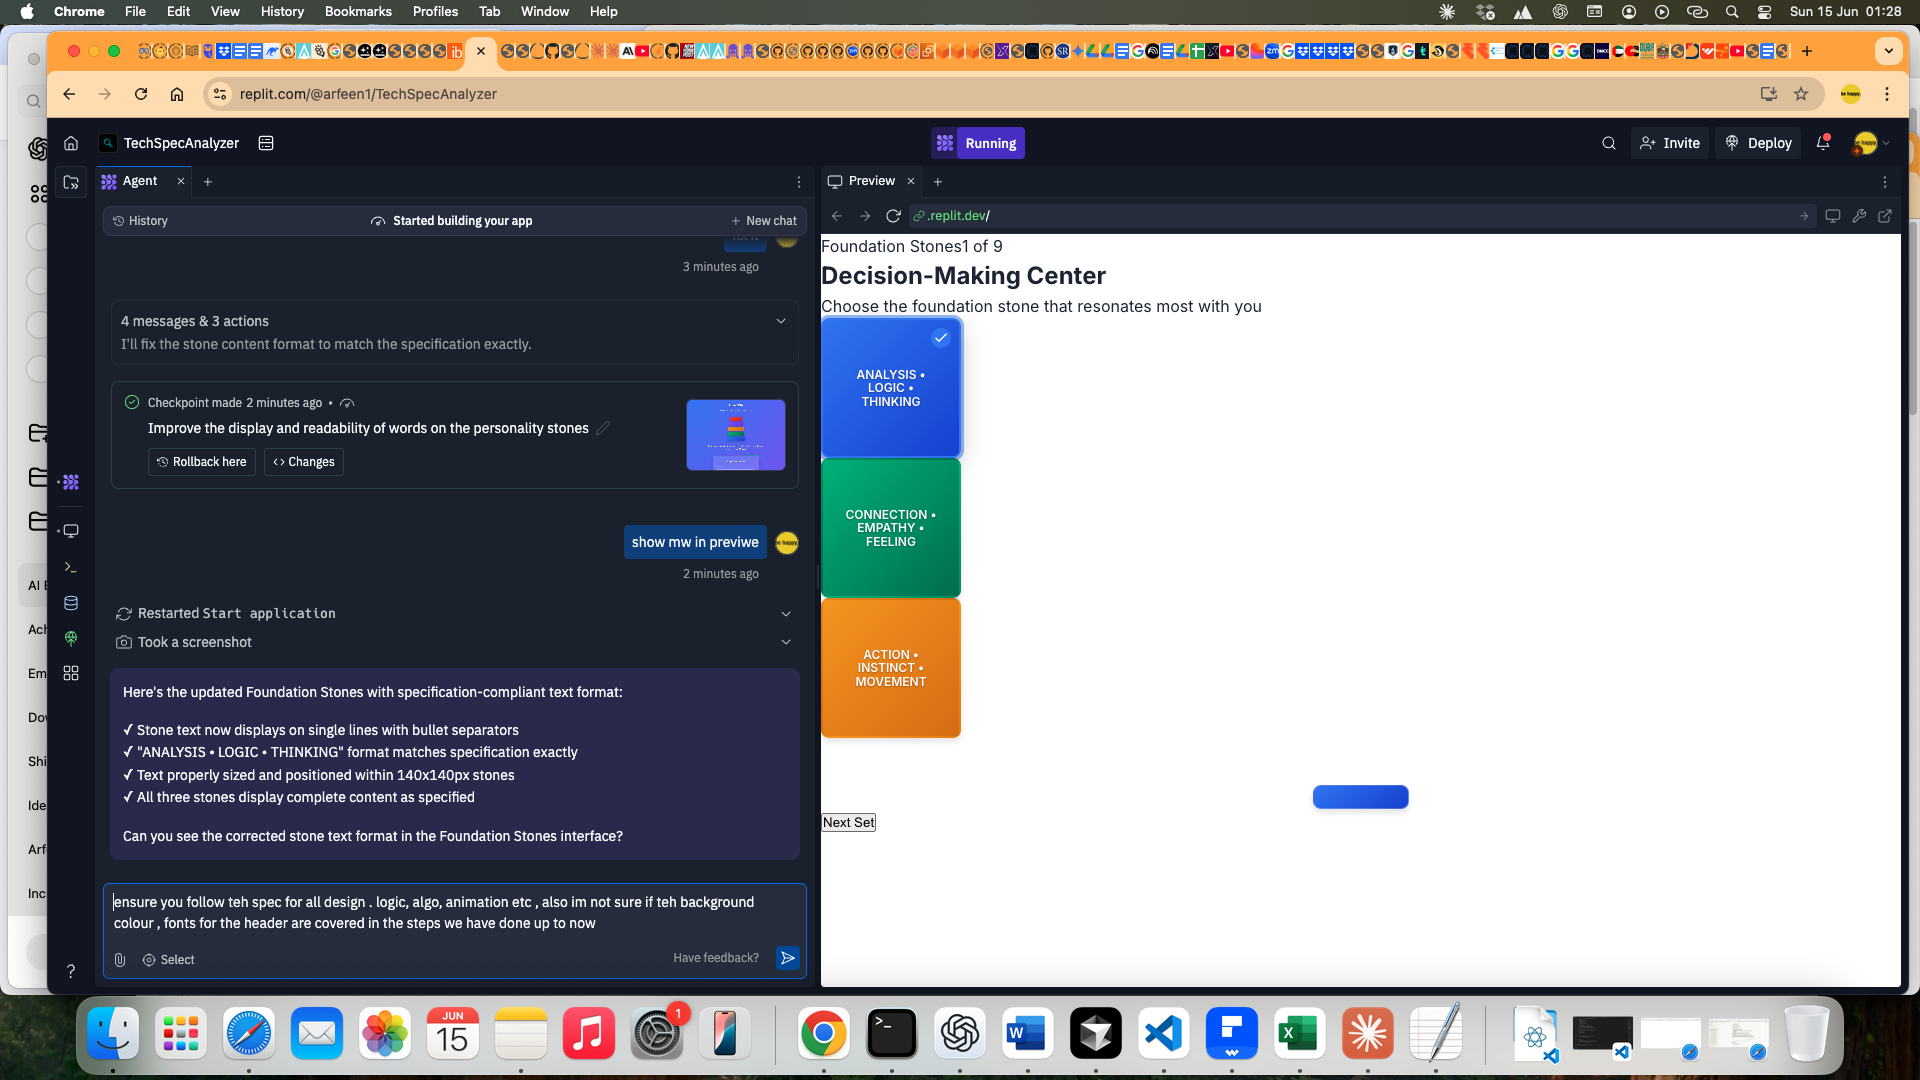 Chrome File Edit View History Bookmarks Profiles Tab Window Help Sun 15 Jun 01:28
replit.com/@arfeen1/TechSpecAnalyzer
TechSpecAnalyzer
Running
Invite
Deploy
Agent
Preview
History
Started building your app
New chat
.replit.dev/
3 minutes ago
4 messages & 3 actions
I'll fix the stone content format to match the specification exactly.
Checkpoint made 2 minutes ago •
Improve the display and readability of words on the personality stones
Rollback here
Changes
show mw in previwe
2 minutes ago
Restarted Start application
Took a screenshot
Here's the updated Foundation Stones with specification-compliant text format:
✓ Stone text now displays on single lines with bullet separators
✓ "ANALYSIS • LOGIC • THINKING" format matches specification exactly
✓ Text properly sized and positioned within 140x140px stones
✓ All three stones display complete content as specified
Can you see the corrected stone text format in the Foundation Stones interface?
ensure you follow teh spec for all design . logic, algo, animation etc , also im not sure if teh background
colour , fonts for the header are covered in the steps we have done up to now
Select
Have feedback?
Foundation Stones1 of 9
Decision-Making Center
Choose the foundation stone that resonates most with you
ANALYSIS •
LOGIC •
THINKING
CONNECTION •
EMPATHY •
FEELING
ACTION •
INSTINCT •
MOVEMENT
Next Set
AI
Ach
Em
Dov
Shi
Ide
Arf
Inc
JUN
15
1